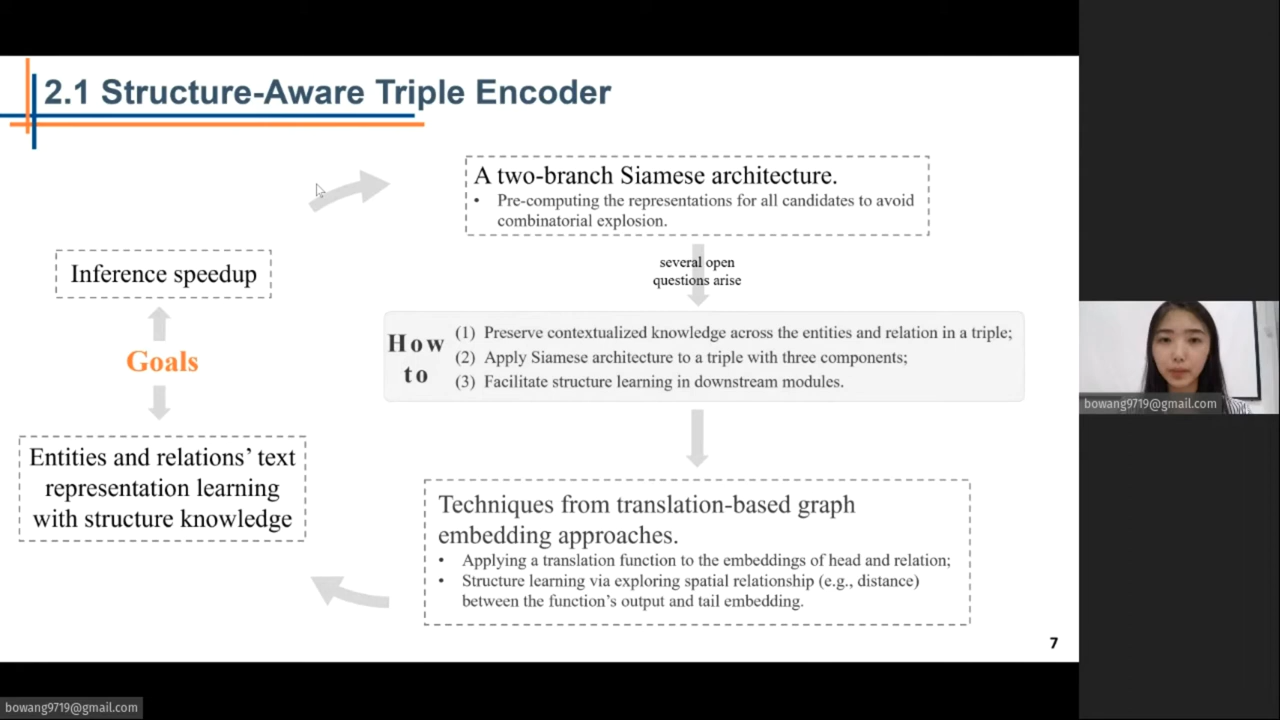 2.1 Structure-Aware Triple Encoder
A two-branch Siamese architecture.
• Pre-computing the representations for all candidates to avoid
combinatorial explosion.
several open
questions arise
Inference speedup
Goals
Entities and relations’ text
representation learning
with structure knowledge
How
to
(1) Preserve contextualized knowledge across the entities and relation in a triple;
(2) Apply Siamese architecture to a triple with three components;
(3) Facilitate structure learning in downstream modules.
Techniques from translation-based graph
embedding approaches.
• Applying a translation function to the embeddings of head and relation;
• Structure learning via exploring spatial relationship (e.g., distance)
between the function’s output and tail embedding.
7
bowang9719@gmail.com
bowang9719@gmail.com